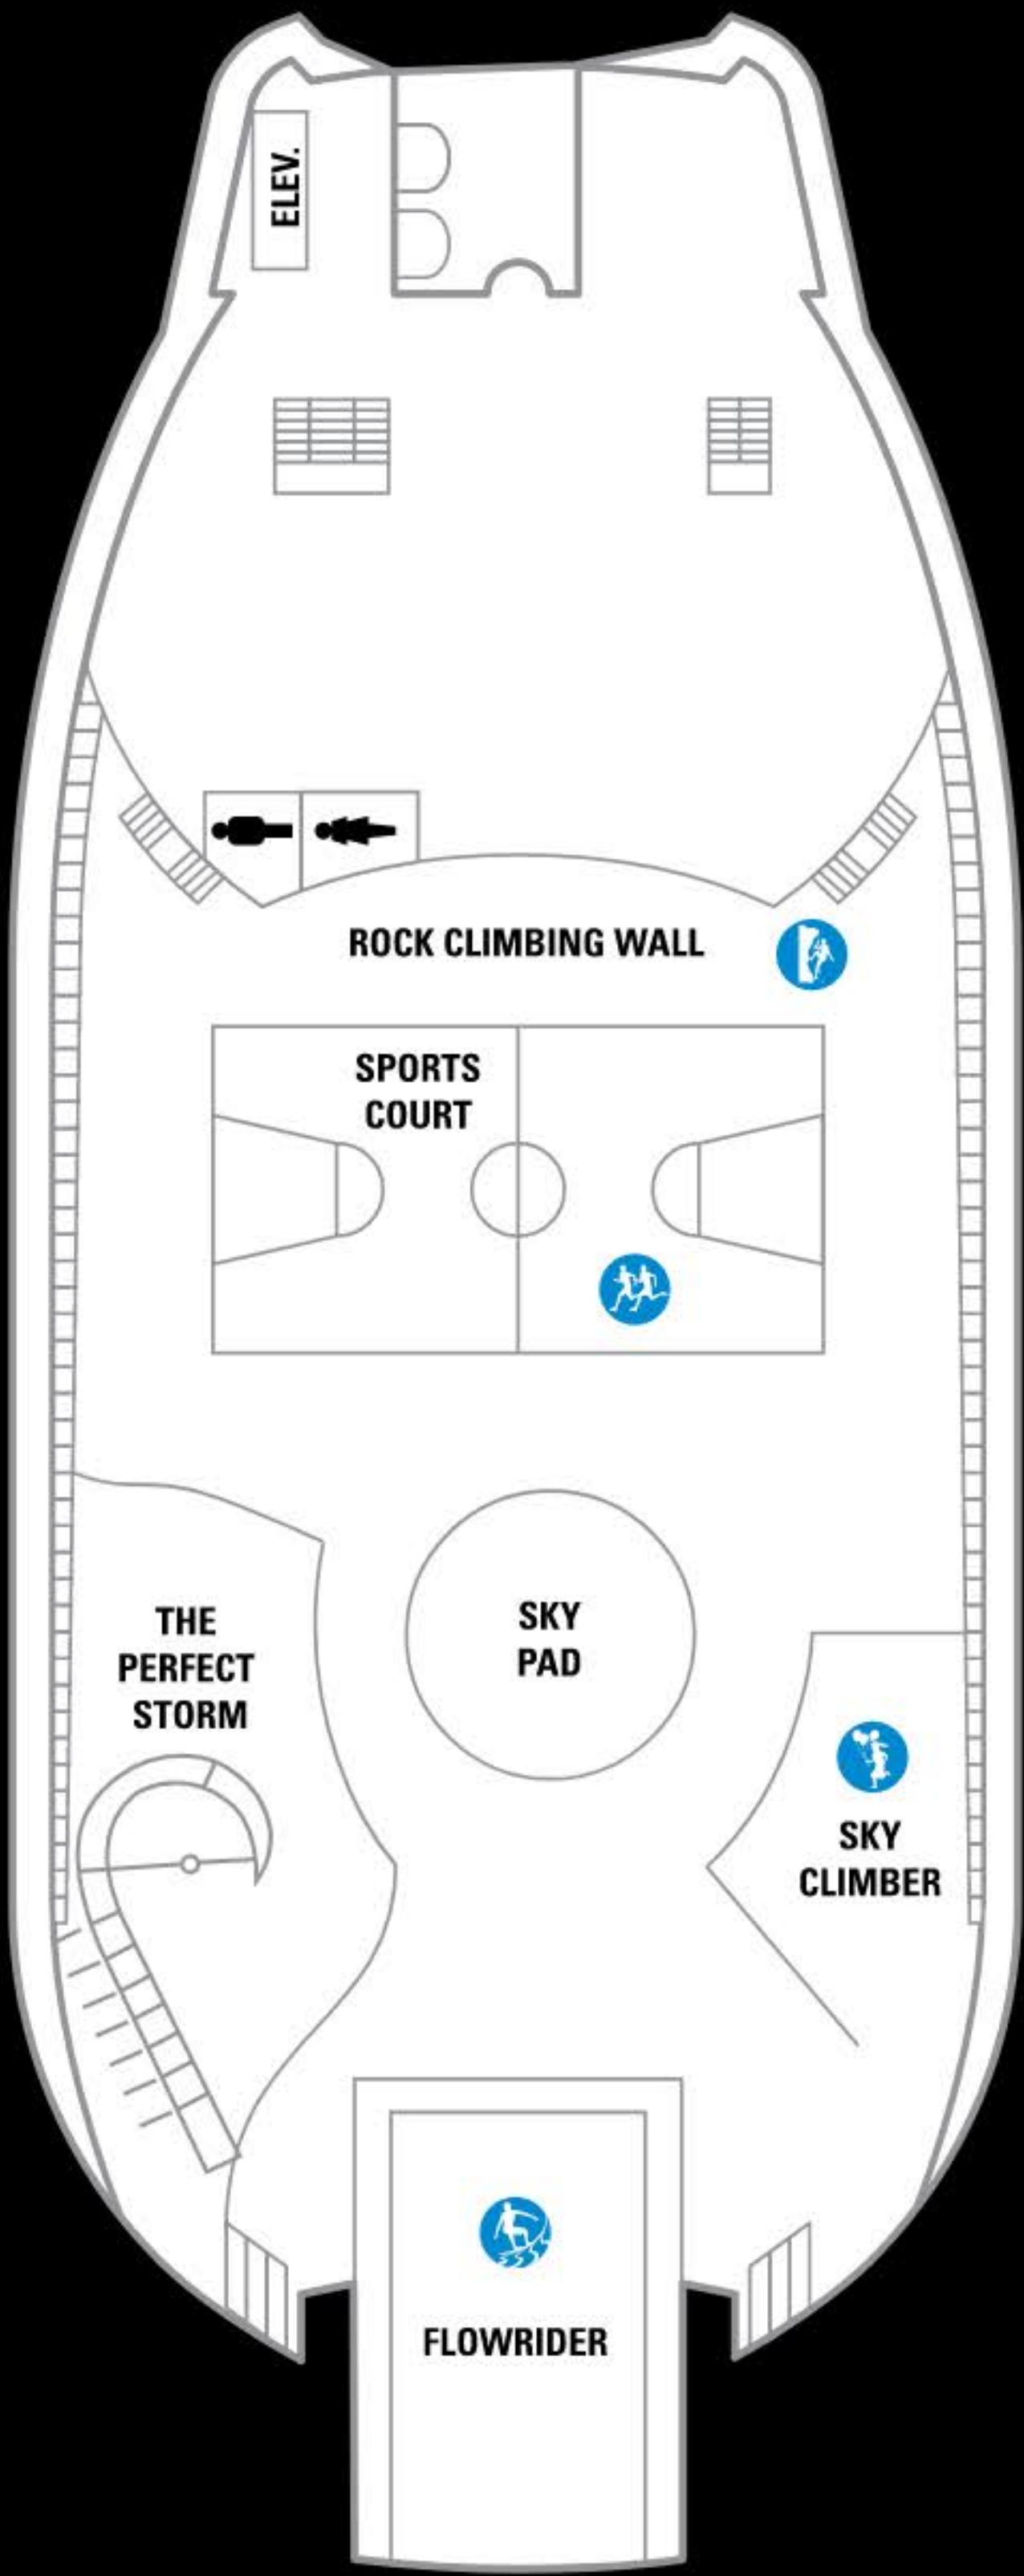 ELEV.
ROCK CLIMBING WALL
SPORTS
COURT
THE
PERFECT
STORM
SKY
PAD
SKY
CLIMBER
FLOWRIDER